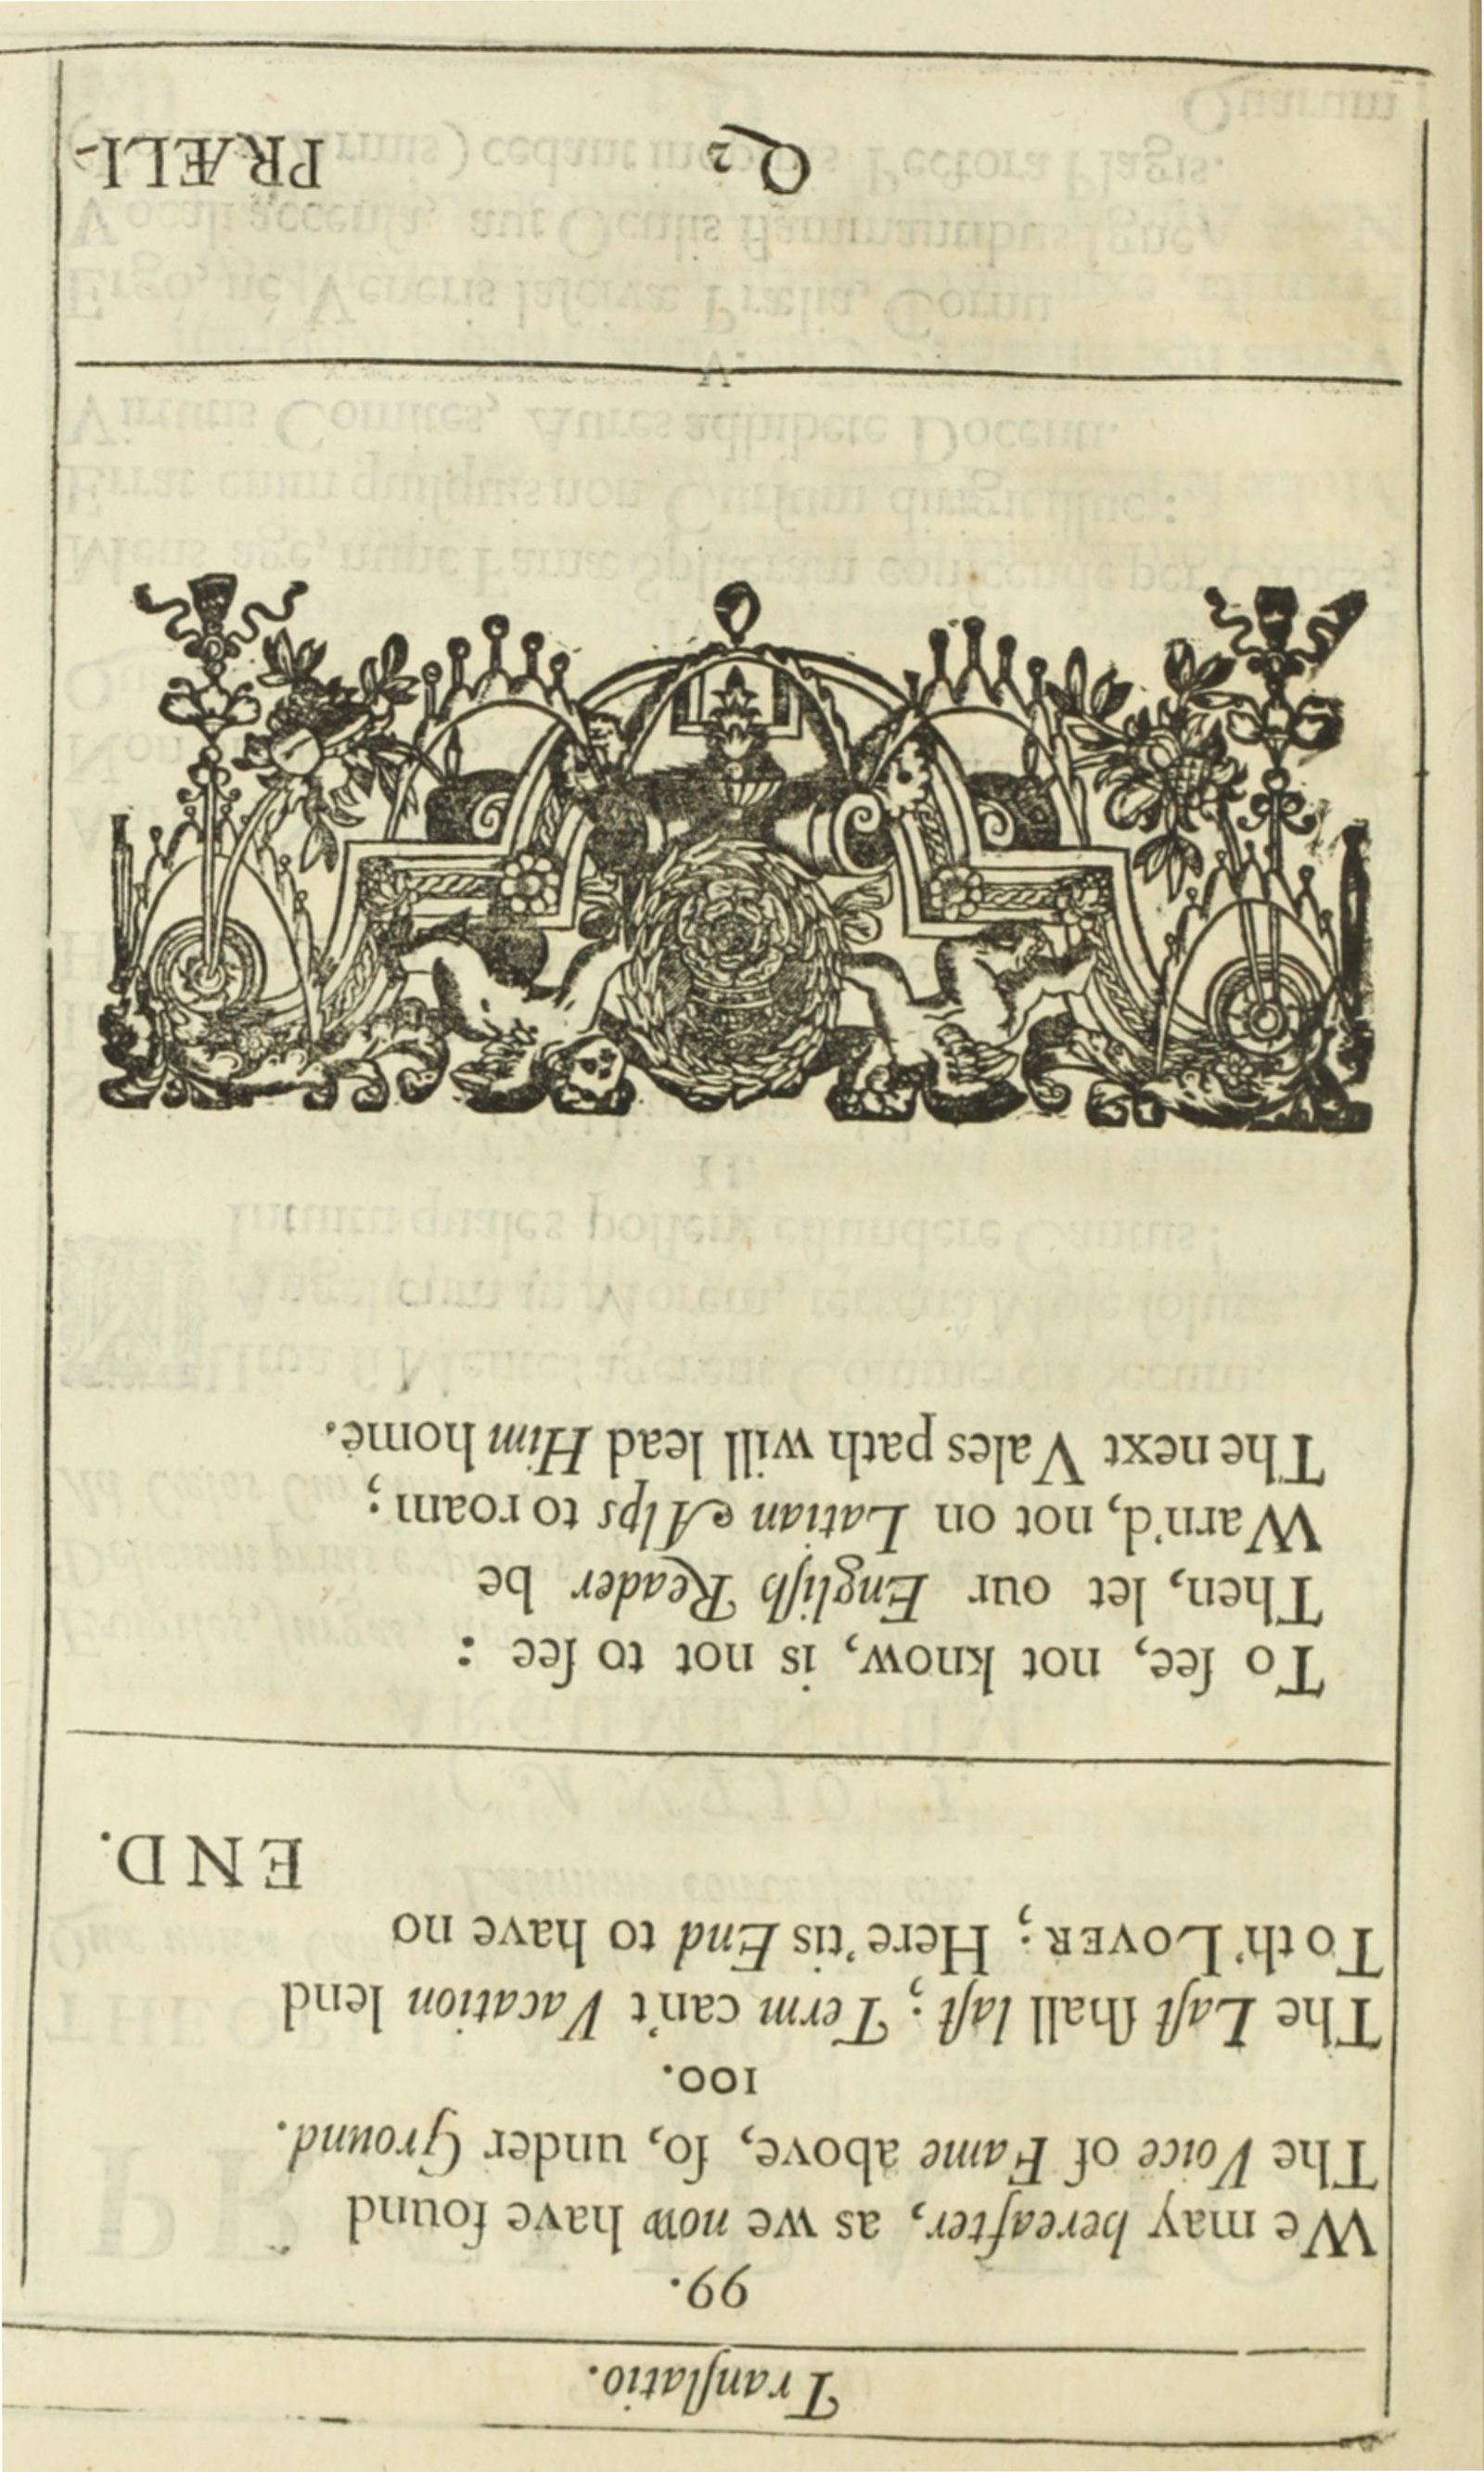 Tranſlatio.
99.
We may hereafter, as we now have found
The Voice of Fame above, ſo, under Ground.
100.
The Laſt ſhall laſt; Term can't Vacation lend
To th' LOVER; Here 'tis End to have no
END.
To ſee, not know, is not to ſee :
Then, let our Engliſh Reader be
Warn'd, not on Latian Alps to roam;
The next Vales path will lead Him home.
Q2
PRÆLI-